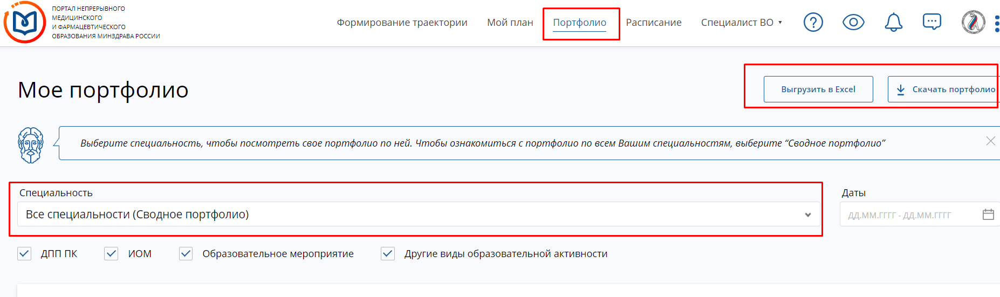 ПОРТАЛ НЕПРЕРЫВНОГО
МЕДИЦИНСКОГО
И ФАРМАЦЕВТИЧЕСКОГО
ОБРАЗОВАНИЯ МИНЗДРАВА РОССИИ
Формирование траектории Мой план Портфолио Расписание Специалист ВО
Мое портфолио
Выгрузить в Excel Скачать портфолио
Выберите специальность, чтобы посмотреть свое портфолио по ней. Чтобы ознакомиться с портфолио по всем Вашим специальностям, выберите “Сводное портфолио”
Специальность Даты
Все специальности (Сводное портфолио) ДД.ММ.ГГГГ - ДД.ММ.ГГГГ
ДПП ПК ИОМ Образовательное мероприятие Другие виды образовательной активности